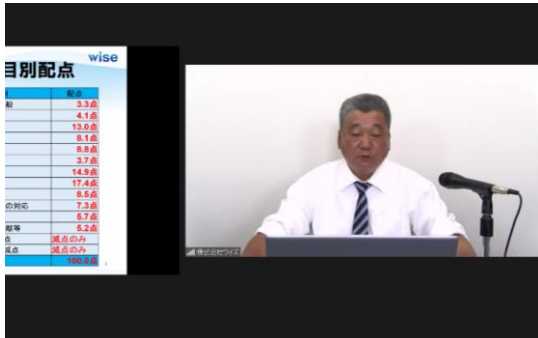 wise
目別配点
配点
般 3.3点
4.1点
13.0点
8.1点
8.8点
3.7点
14.9点
17.4点
8.5点
の対応 7.3点
5.7点
献等 5.2点
点 減点のみ
減点 減点のみ
100.0点
株式会社ワイズ